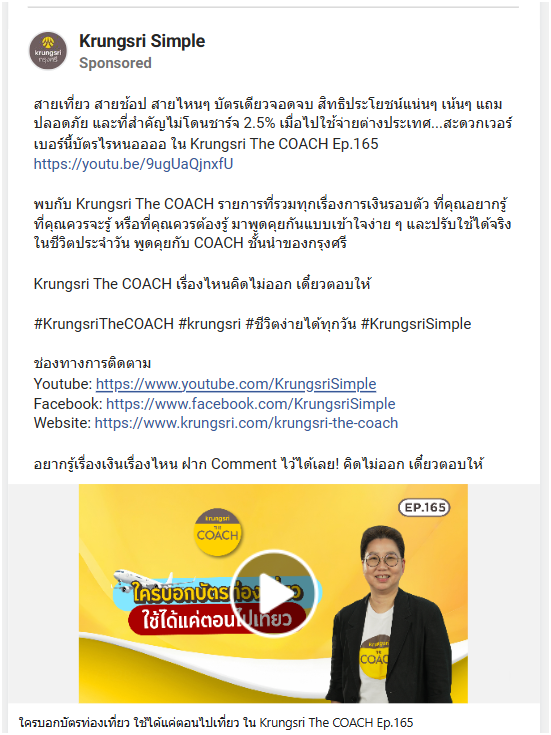 Krungsri Simple
krungsri
กรุงศรี
Sponsored
สายเที่ยว สายช้อป สายไหนๆ บัตรเดียวจอดจบ สิทธิประโยชน์แน่นๆ เน้นๆ แถม
ปลอดภัย และที่สำคัญไม่โดนชาร์จ 2.5% เมื่อไปใช้จ่ายต่างประเทศ...สะดวกเวอร์
เบอร์นี้บัตรไรหนอออออ ใน Krungsri The COACH Ep.165
https://youtu.be/9ugUaQjnxfU
พบกับ Krungsri The COACH รายการที่รวมทุกเรื่องการเงินรอบตัว ที่คุณอยากรู้
ที่คุณควรจะรู้ หรือที่คุณควรต้องรู้ มาพูดคุยกันแบบเข้าใจง่าย ๆ และปรับใช้ได้จริง
ในชีวิตประจำวัน พูดคุยกับ COACH ชั้นนำของกรุงศรี
Krungsri The COACH เรื่องไหนคิดไม่ออก เดี๋ยวตอบให้
#KrungsriTheCOACH #krungsri #ชีวิตง่ายได้ทุกวัน #KrungsriSimple
ช่องทางการติดตาม
Youtube: https://www.youtube.com/KrungsriSimple
Facebook: https://www.facebook.com/KrungsriSimple
Website: https://www.krungsri.com/krungsri-the-coach
อยากรู้เรื่องเงินเรื่องไหน ฝาก Comment ไว้ได้เลย! คิดไม่ออก เดี๋ยวตอบให้
EP.165
krungsri
THE
COACH
ใครบอกบัตรท่องเที่ยว
ใช้ได้แค่ตอนไปเที่ยว
krungsri
THE
COACH
ใครบอกบัตรท่องเที่ยว ใช้ได้แค่ตอนไปเที่ยว ใน Krungsri The COACH Ep.165